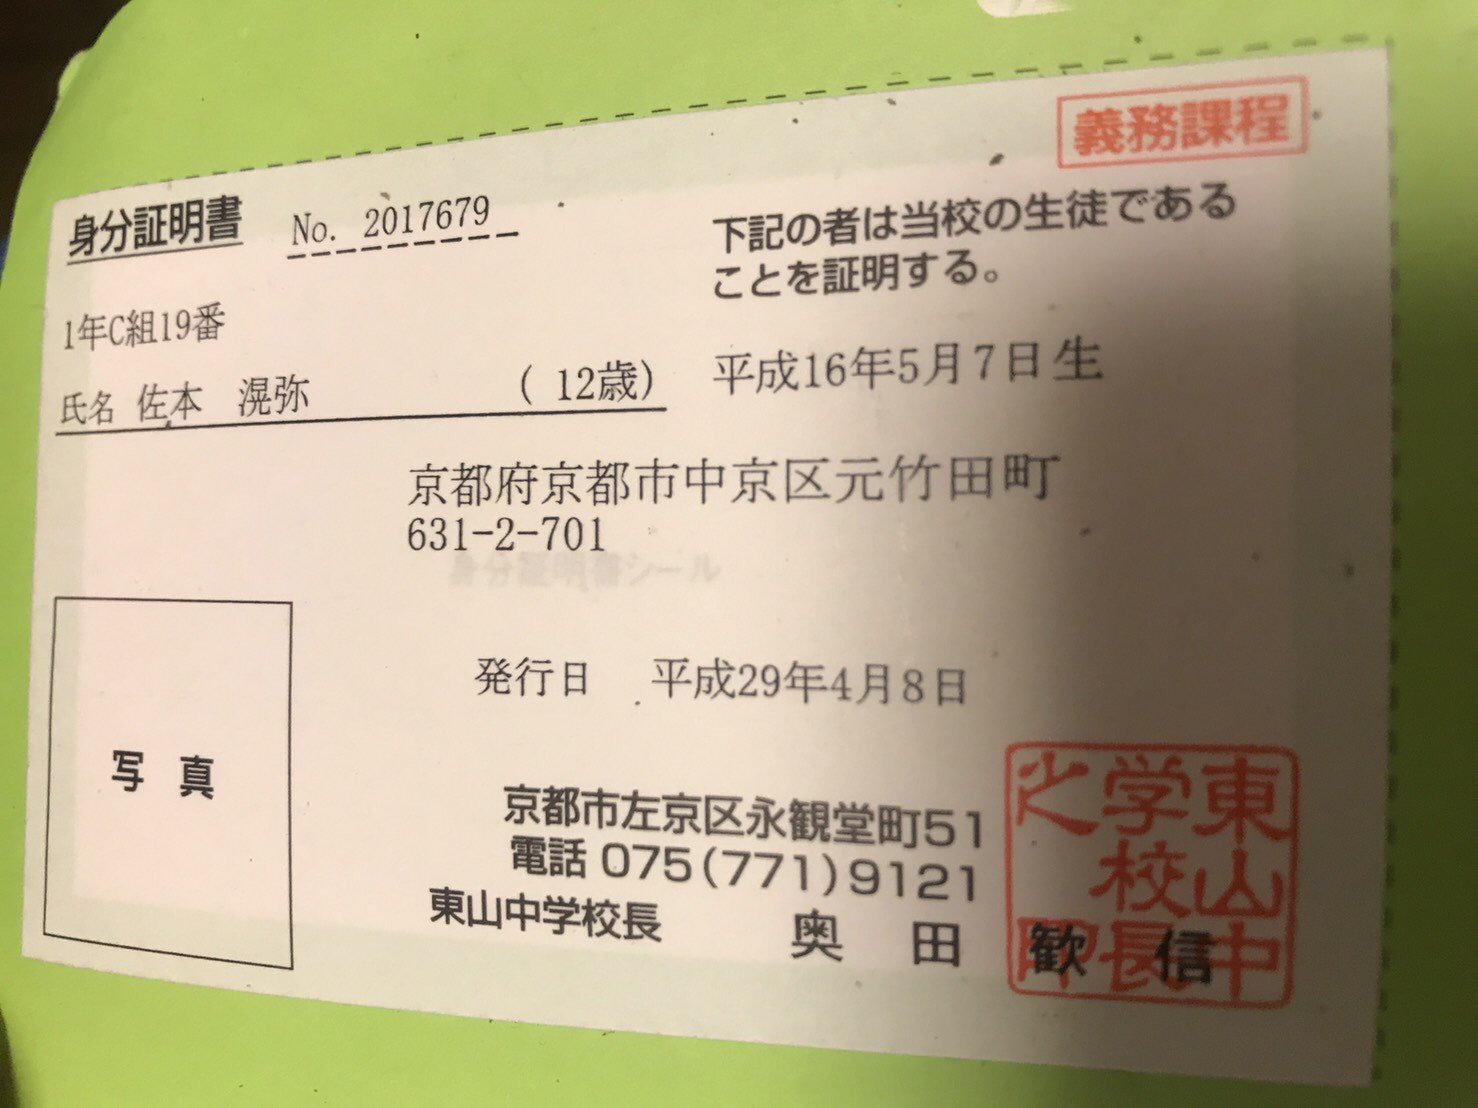 義務課程
身分証明書 No. 2017679
下記の者は当校の生徒である
ことを証明する。
1年C組19番
氏名 佐本 滉弥 ( 12歳) 平成16年5月7日生
京都府京都市中京区元竹田町
631-2-701
身分証明書シール
発行日 平成29年4月8日
写 真
京都市左京区永観堂町51
電話 075(771)9121
東山中学校長 奥 田 歓 信
東山中
学校長
之印